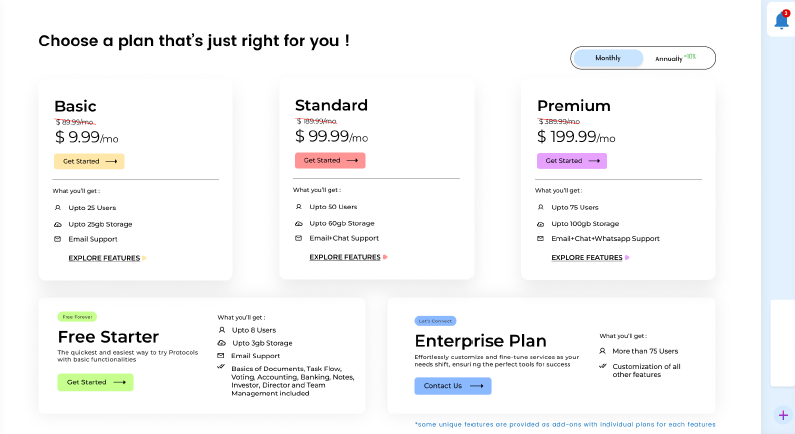 3
Choose a plan that's just right for you !
Monthly
Annually
Basic
$ 89.99/mo
$ 9.99/mo
Get Started
What you'll get :
Upto 25 Users
Upto 25gb Storage
Email Support
EXPLORE FEATURES
Standard
$ 189.99/mo
$ 99.99/mo
Get Started
What you'll get :
Upto 50 Users
Upto 60gb Storage
Email+Chat Support
EXPLORE FEATURES
Premium
$ 389.99/mo
$ 199.99/mo
Get Started
What you'll get :
Upto 75 Users
Upto 100gb Storage
Email+Chat+Whatsapp Support
EXPLORE FEATURES
Free Forever
Free Starter
The quickest and easiest way to try Protocols
with basic functionalities
Get Started
What you'll get :
Upto 8 Users
Upto 3gb Storage
Email Support
Basics of Documents, Task Flow,
Voting, Accounting, Banking, Notes,
Investor, Director and Team
Management included
Let's Connect
Enterprise Plan
Effortlessly customize and fine-tune services as your
needs shift, ensuring the perfect tools for success
Contact Us
What you'll get :
More than 75 Users
Customization of all
other features
*some unique features are provided as add-ons with individual plans for each features